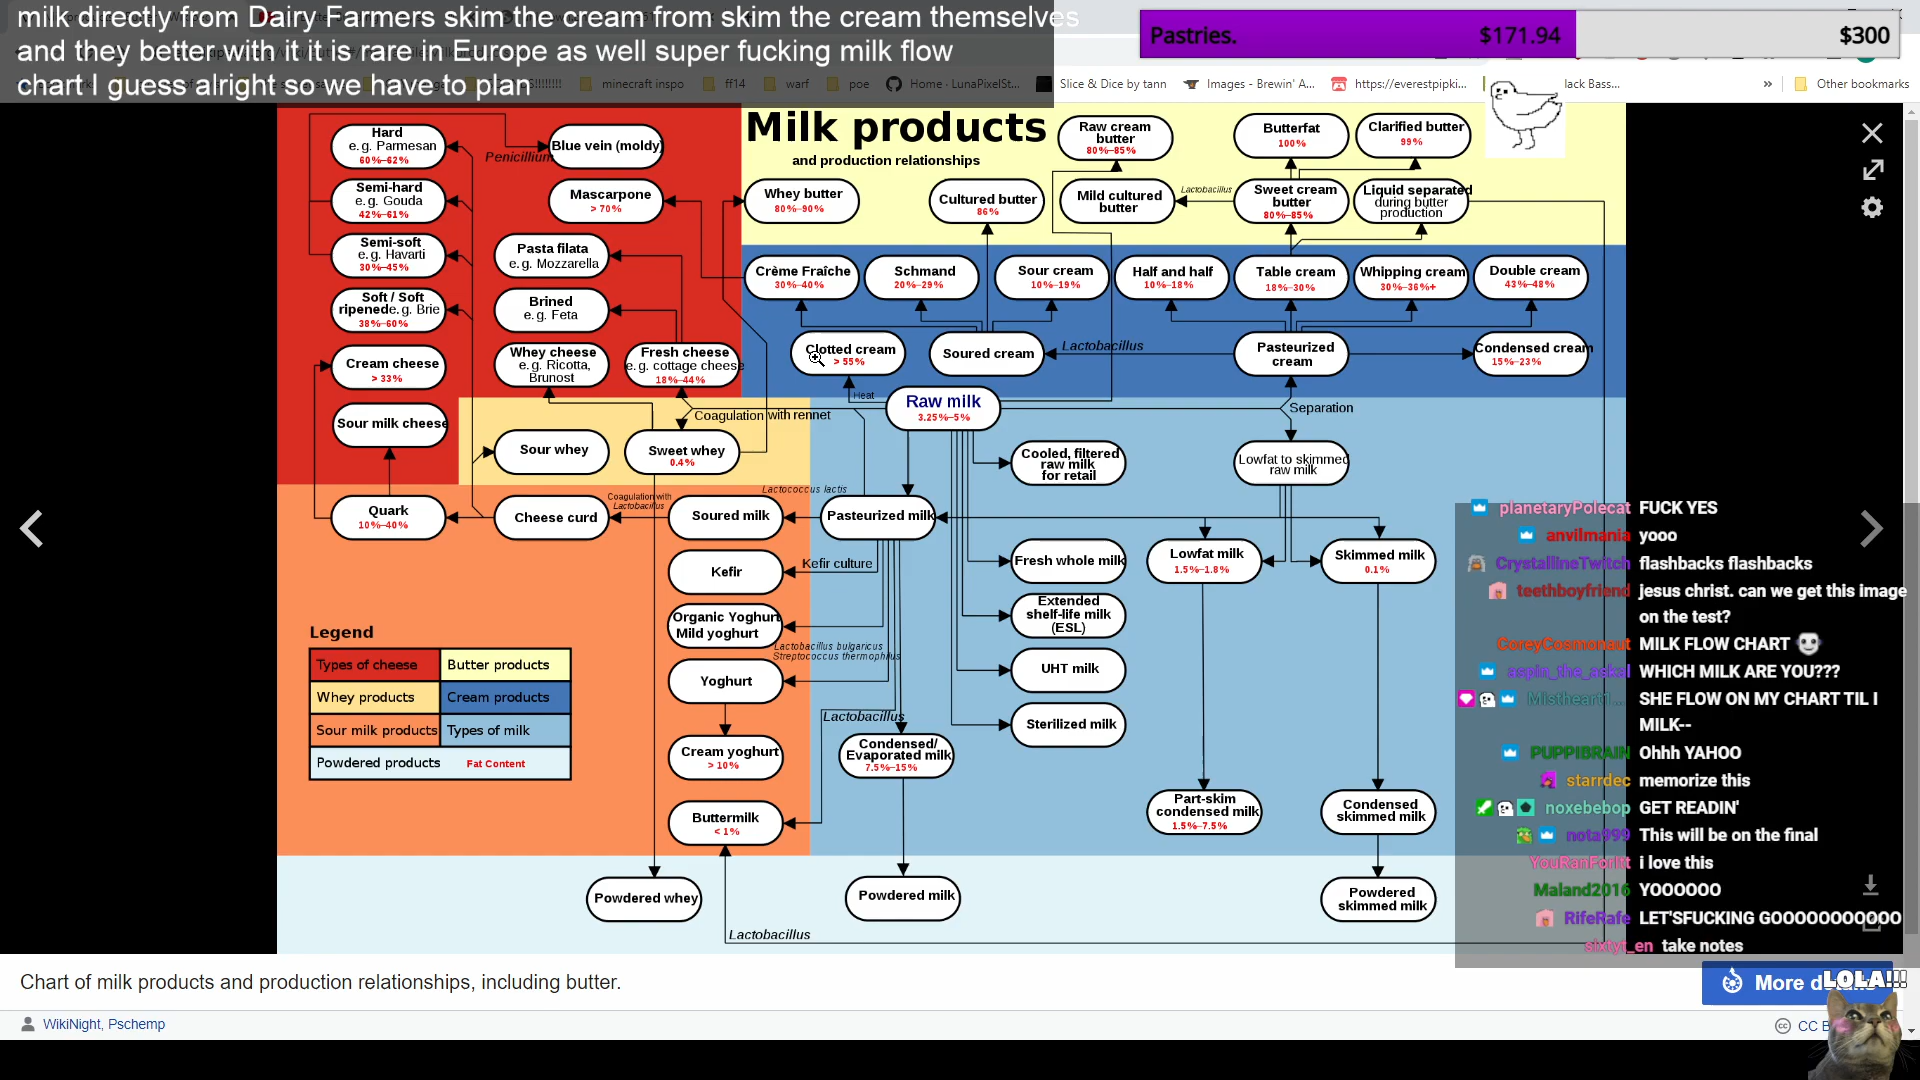 milk directly from Dairy Farmers skim the cream from skim the cream themselves
and they better with it it is rare in Europe as well super fucking milk flow
chart I guess alright so we have to plan
Pastries. $171.94 $300
minecraft inspo
ff14
warf
poe
Home · LunaPixelSt...
Slice & Dice by tann
Images - Brewin' A...
https://everestpipki...
lack Bass...
»
Other bookmarks
Milk products
and production relationships
Hard
e.g. Parmesan
60%–62%
Blue vein (moldy)
Penicillium
Semi-hard
e.g. Gouda
42%–61%
Mascarpone
> 70%
Semi-soft
e.g. Havarti
30%–45%
Pasta filata
e.g. Mozzarella
Soft / Soft
ripenede.g. Brie
38%–60%
Brined
e.g. Feta
Cream cheese
> 33%
Whey cheese
e.g. Ricotta,
Brunost
Fresh cheese
e.g. cottage cheese
18%–44%
Sour milk cheese
Raw cream
butter
80%–85%
Butterfat
100%
Clarified butter
99%
Whey butter
80%–90%
Cultured butter
86%
Mild cultured
butter
Lactobacillus
Sweet cream
butter
80%–85%
Liquid separated
during butter
production
Crème Fraîche
30%–40%
Schmand
20%–29%
Sour cream
10%–19%
Half and half
10%–18%
Table cream
18%–30%
Whipping cream
30%–36%+
Double cream
43%–48%
Clotted cream
> 55%
Soured cream
Lactobacillus
Pasteurized
cream
Condensed cream
15%–23%
Heat
Raw milk
3.25%–5%
Separation
Coagulation with rennet
Sour whey
Sweet whey
0.4%
Cooled, filtered
raw milk
for retail
Lowfat to skimmed
raw milk
Quark
10%–40%
Cheese curd
Coagulation with
Lactobacillus
Soured milk
Lactococcus lactis
Pasteurized milk
Kefir
Kefir culture
Fresh whole milk
Lowfat milk
1.5%–1.8%
Skimmed milk
0.1%
Organic Yoghurt
Mild yoghurt
Lactobacillus bulgaricus
Streptococcus thermophilus
Extended
shelf-life milk
(ESL)
Yoghurt
UHT milk
Lactobacillus
Sterilized milk
Cream yoghurt
> 10%
Condensed/
Evaporated milk
7.5%–15%
Buttermilk
< 1%
Part-skim
condensed milk
1.5%–7.5%
Condensed
skimmed milk
Powdered whey
Powdered milk
Powdered
skimmed milk
Lactobacillus
Legend
Types of cheese
Butter products
Whey products
Cream products
Sour milk products
Types of milk
Powdered products
Fat Content
planetaryPolecat FUCK YES
anvilmania yooo
CrystallineTwitch flashbacks flashbacks
teethboyfriend jesus christ. can we get this image
on the test?
CoreyCosmonaut MILK FLOW CHART
aspin_the_askal WHICH MILK ARE YOU???
Mistheart1... SHE FLOW ON MY CHART TIL I
MILK--
PUPPIBRAIN Ohhh YAHOO
starrdec memorize this
noxebebop GET READIN'
nota999 This will be on the final
YouRanForItt i love this
Maland2016 YOOOOOO
RifeRafe LET'SFUCKING GOOOOOOOOOOO
sixtyt_en take notes
Chart of milk products and production relationships, including butter.
More
LOLA!!!
WikiNight, Pschemp
CC